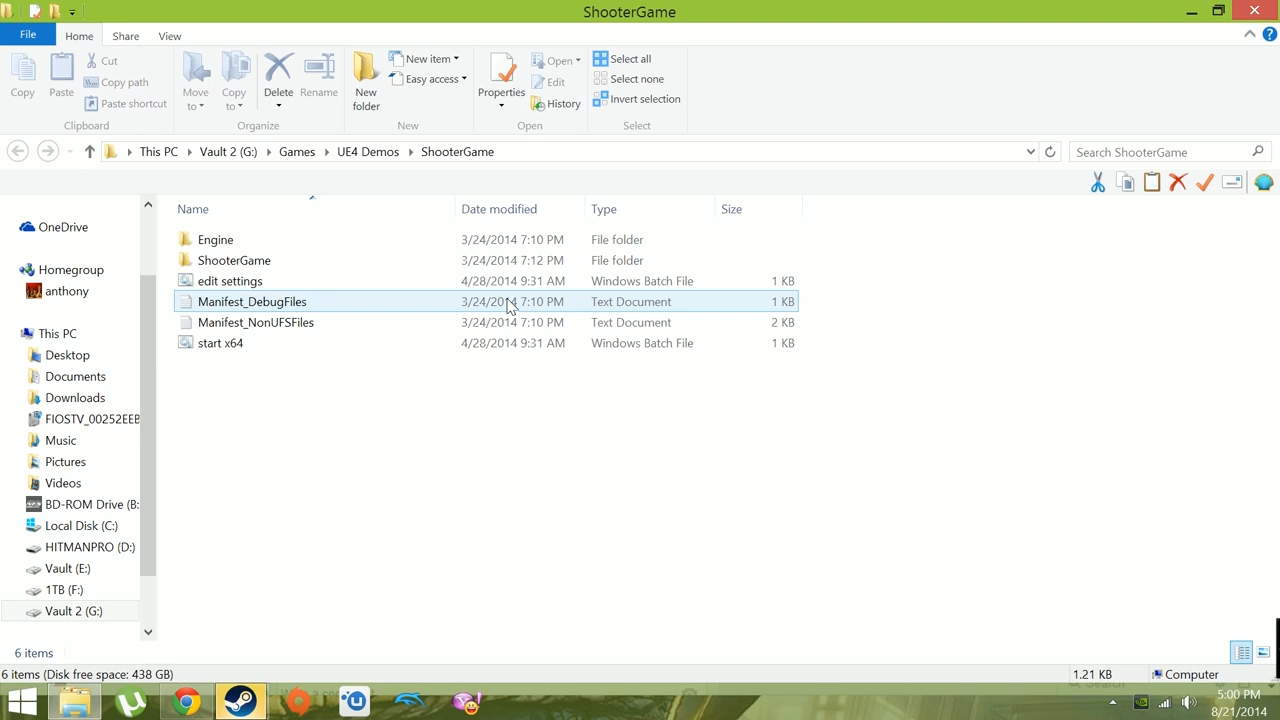 ShooterGame
File Home Share View
Copy
Paste
Cut
Copy path
Paste shortcut
Clipboard
Move to
Copy to
Delete
Rename
Organize
New folder
New item
Easy access
New
Properties
Open
Edit
History
Open
Select all
Select none
Invert selection
Select
This PC Vault 2 (G:) Games UE4 Demos ShooterGame
Search ShooterGame
OneDrive
Homegroup
anthony
This PC
Desktop
Documents
Downloads
FIOSTV_00252EEB
Music
Pictures
Videos
BD-ROM Drive (B:
Local Disk (C:)
HITMANPRO (D:)
Vault (E:)
1TB (F:)
Vault 2 (G:)
Name Date modified Type Size
Engine 3/24/2014 7:10 PM File folder
ShooterGame 3/24/2014 7:12 PM File folder
edit settings 4/28/2014 9:31 AM Windows Batch File 1 KB
Manifest_DebugFiles 3/24/2014 7:10 PM Text Document 1 KB
Manifest_NonUFSFiles 3/24/2014 7:10 PM Text Document 2 KB
start x64 4/28/2014 9:31 AM Windows Batch File 1 KB
6 items
6 items (Disk free space: 438 GB) 1.21 KB Computer
5:00 PM
8/21/2014